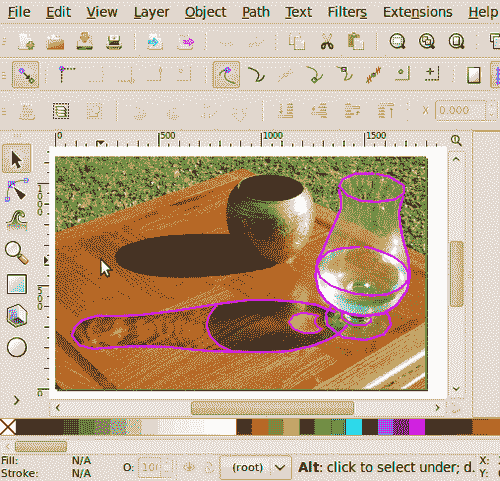 File Edit View Layer Object Path Text Filters Extensions Help
X 0.000
0 500 1000 1500
Fill: N/A
Stroke: N/A
O: 100
(root)
Alt: click to select under; d.
X:
Y: